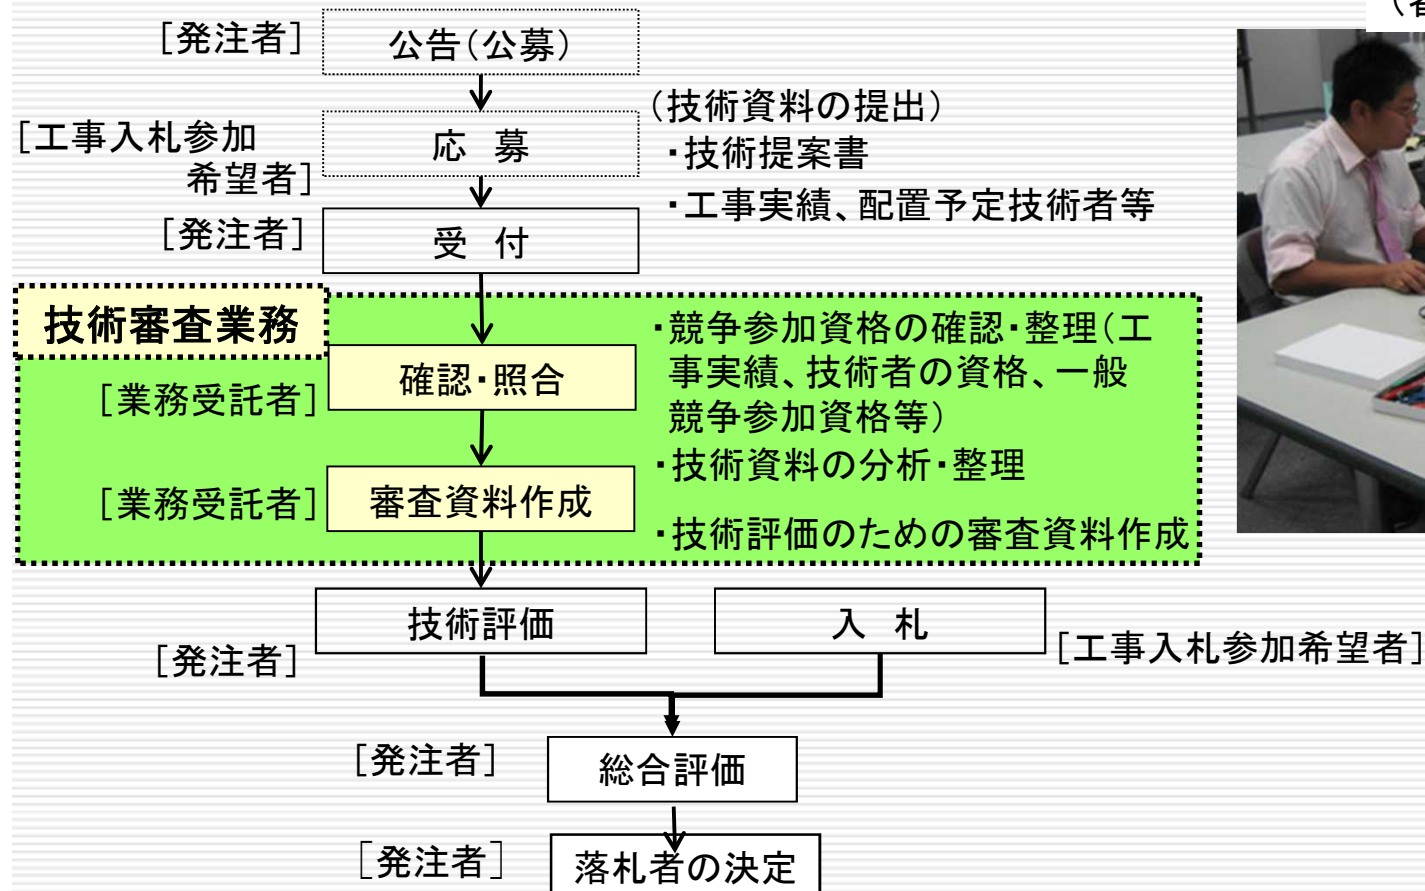 [発注者]
公告(公募)
[工事入札参加
希望者]
応 募
(技術資料の提出)
・技術提案書
・工事実績、配置予定技術者等
[発注者]
受 付
技術審査業務
[業務受託者]
確認・照合
・競争参加資格の確認・整理(工
事実績、技術者の資格、一般
競争参加資格等)
・技術資料の分析・整理
[業務受託者]
審査資料作成
・技術評価のための審査資料作成
[発注者]
技術評価
入 札
[工事入札参加希望者]
[発注者]
総合評価
[発注者]
落札者の決定